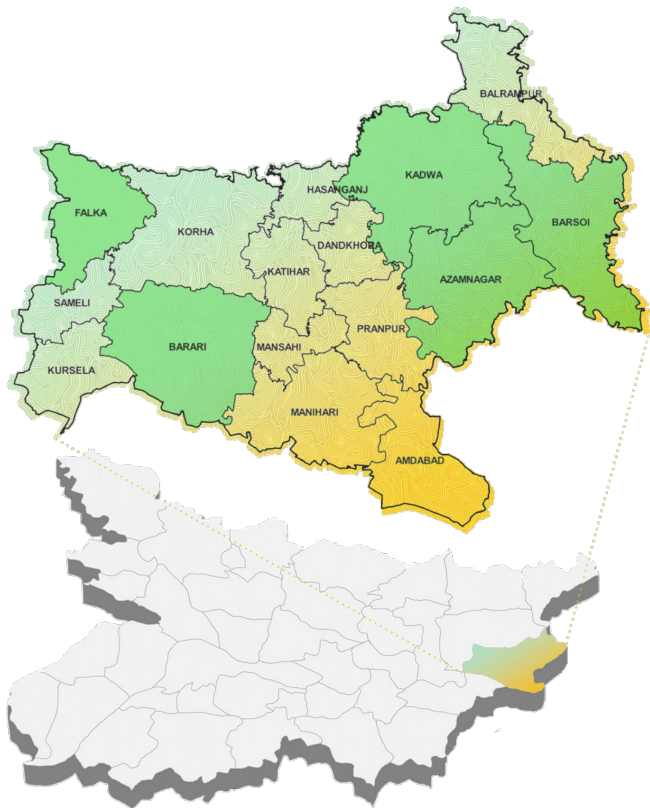 BALRAMPUR
KADWA
HASANGANJ
FALKA
BARSOI
KORHA
DANDKHORA
KATIHAR
AZAMNAGAR
SAMELI
PRANPUR
BARARI
MANSAHI
KURSELA
MANIHARI
AMDABAD